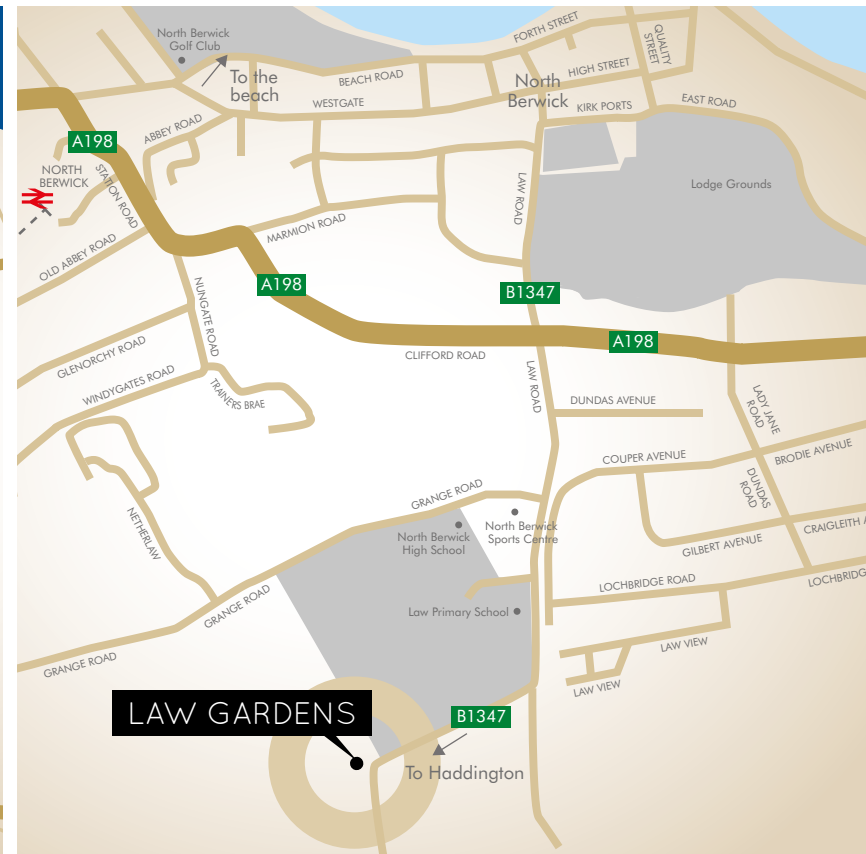 North Berwick
Golf Club
To the
beach
BEACH ROAD
FORTH STREET
QUALITY
STREET
HIGH STREET
North
Berwick
WESTGATE
KIRK PORTS
EAST ROAD
ABBEY ROAD
A198
NORTH
BERWICK
STATION ROAD
Lodge Grounds
LAW ROAD
MARMION ROAD
OLD ABBEY ROAD
A198
B1347
NUNGATE ROAD
A198
GLENORCHY ROAD
CLIFFORD ROAD
WINDYGATES ROAD
TRAINERS BRAE
LAW ROAD
DUNDAS AVENUE
LADY JANE
ROAD
COUPER AVENUE
BRODIE AVENUE
DUNDAS
ROAD
GRANGE ROAD
NETHERLAW
North Berwick
High School
North Berwick
Sports Centre
GILBERT AVENUE
CRAIGLEITH A
LOCHBRIDGE ROAD
LOCHBRIDG
GRANGE ROAD
Law Primary School
LAW VIEW
GRANGE ROAD
LAW VIEW
LAW GARDENS
B1347
To Haddington